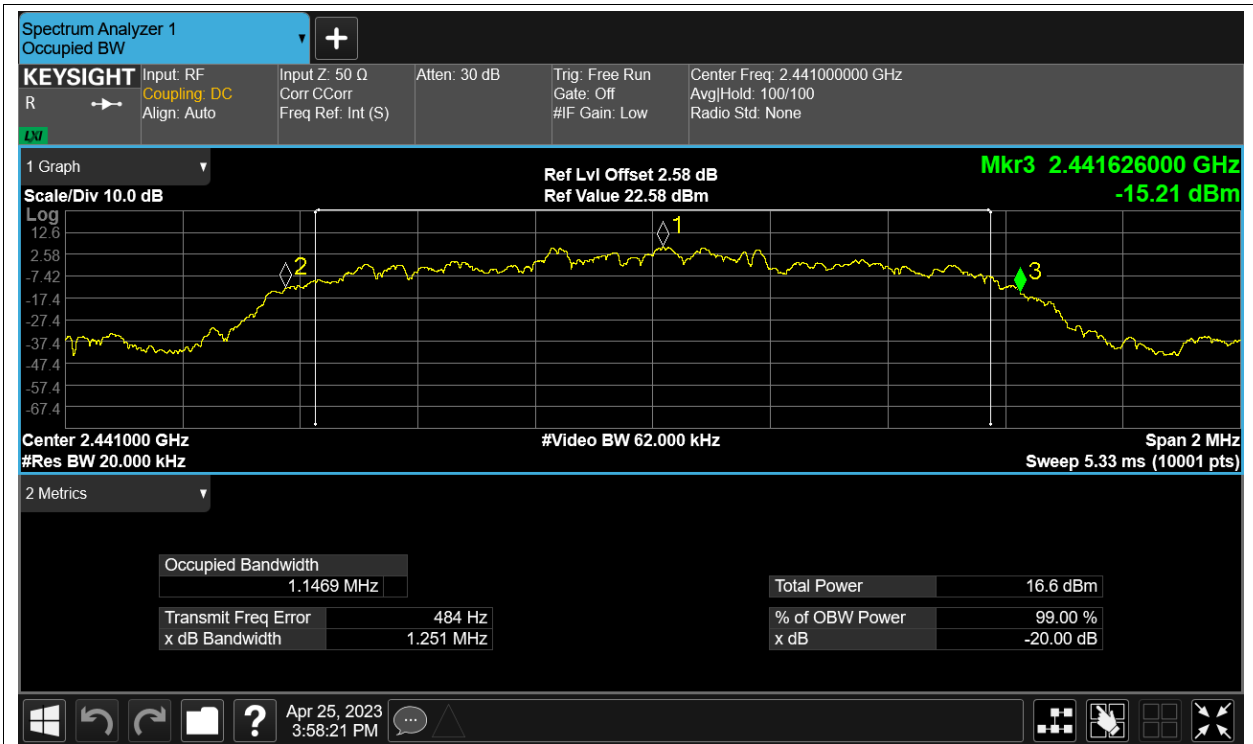 Spectrum Analyzer 1
Occupied BW
+
KEYSIGHT Input: RF Input Z: 50 Ω Atten: 30 dB Trig: Free Run Center Freq: 2.441000000 GHz
R Coupling: DC Corr CCorr Gate: Off Avg|Hold: 100/100
Align: Auto Freq Ref: Int (S) #IF Gain: Low Radio Std: None
LXI
1 Graph Ref Lvl Offset 2.58 dB Mkr3 2.441626000 GHz
Scale/Div 10.0 dB Ref Value 22.58 dBm -15.21 dBm
Log
12.6
2.58
-7.42
-17.4
-27.4
-37.4
-47.4
-57.4
-67.4
1
2
3
Center 2.441000 GHz #Video BW 62.000 kHz Span 2 MHz
#Res BW 20.000 kHz Sweep 5.33 ms (10001 pts)
2 Metrics
Occupied Bandwidth
1.1469 MHz Total Power 16.6 dBm
Transmit Freq Error 484 Hz % of OBW Power 99.00 %
x dB Bandwidth 1.251 MHz x dB -20.00 dB
? Apr 25, 2023
3:58:21 PM